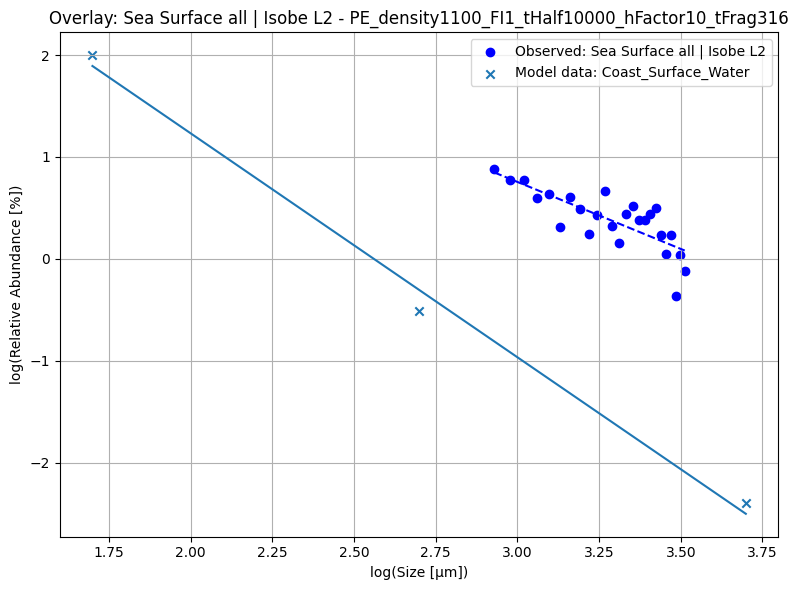 Overlay: Sea Surface all | Isobe L2 - PE_density1100_FI1_tHalf10000_hFactor10_tFrag316
Observed: Sea Surface all | Isobe L2
Model data: Coast_Surface_Water
log(Relative Abundance [%])
2
1
0
−1
−2
1.75 2.00 2.25 2.50 2.75 3.00 3.25 3.50 3.75
log(Size [μm])